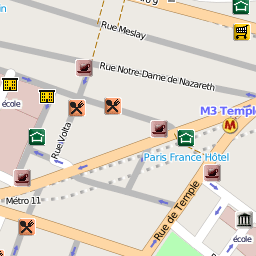 Rue Meslay
Rue Notre-Dame de Nazareth
école
M3 Temple
M
Rue Volta
Paris France Hôtel
Métro 11
Rue de Temple
école